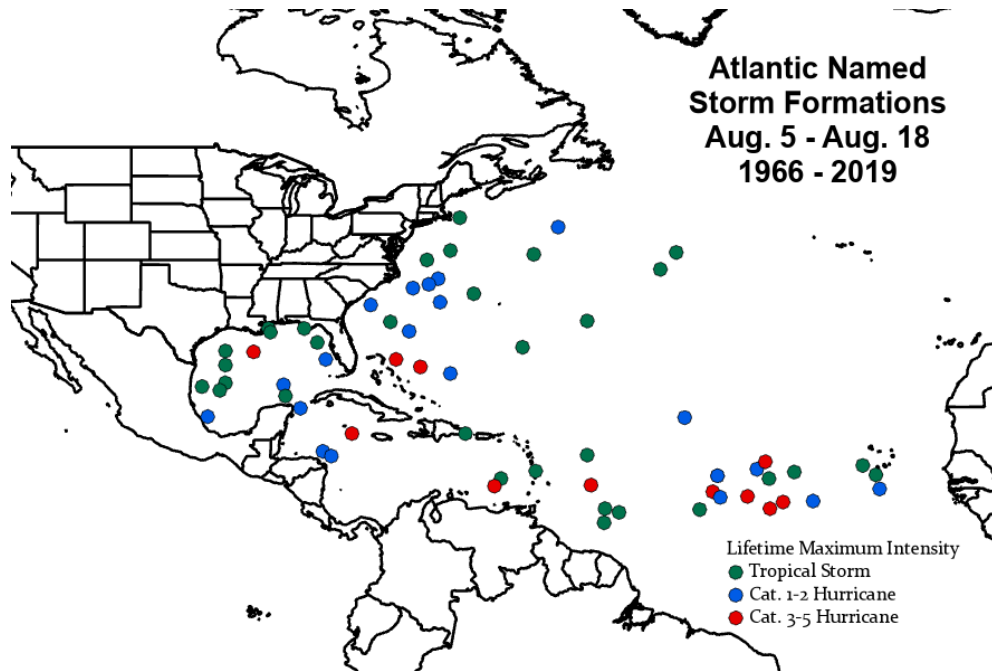 Atlantic Named
Storm Formations
Aug. 5 - Aug. 18
1966 - 2019
Lifetime Maximum Intensity
Tropical Storm
Cat. 1-2 Hurricane
Cat. 3-5 Hurricane